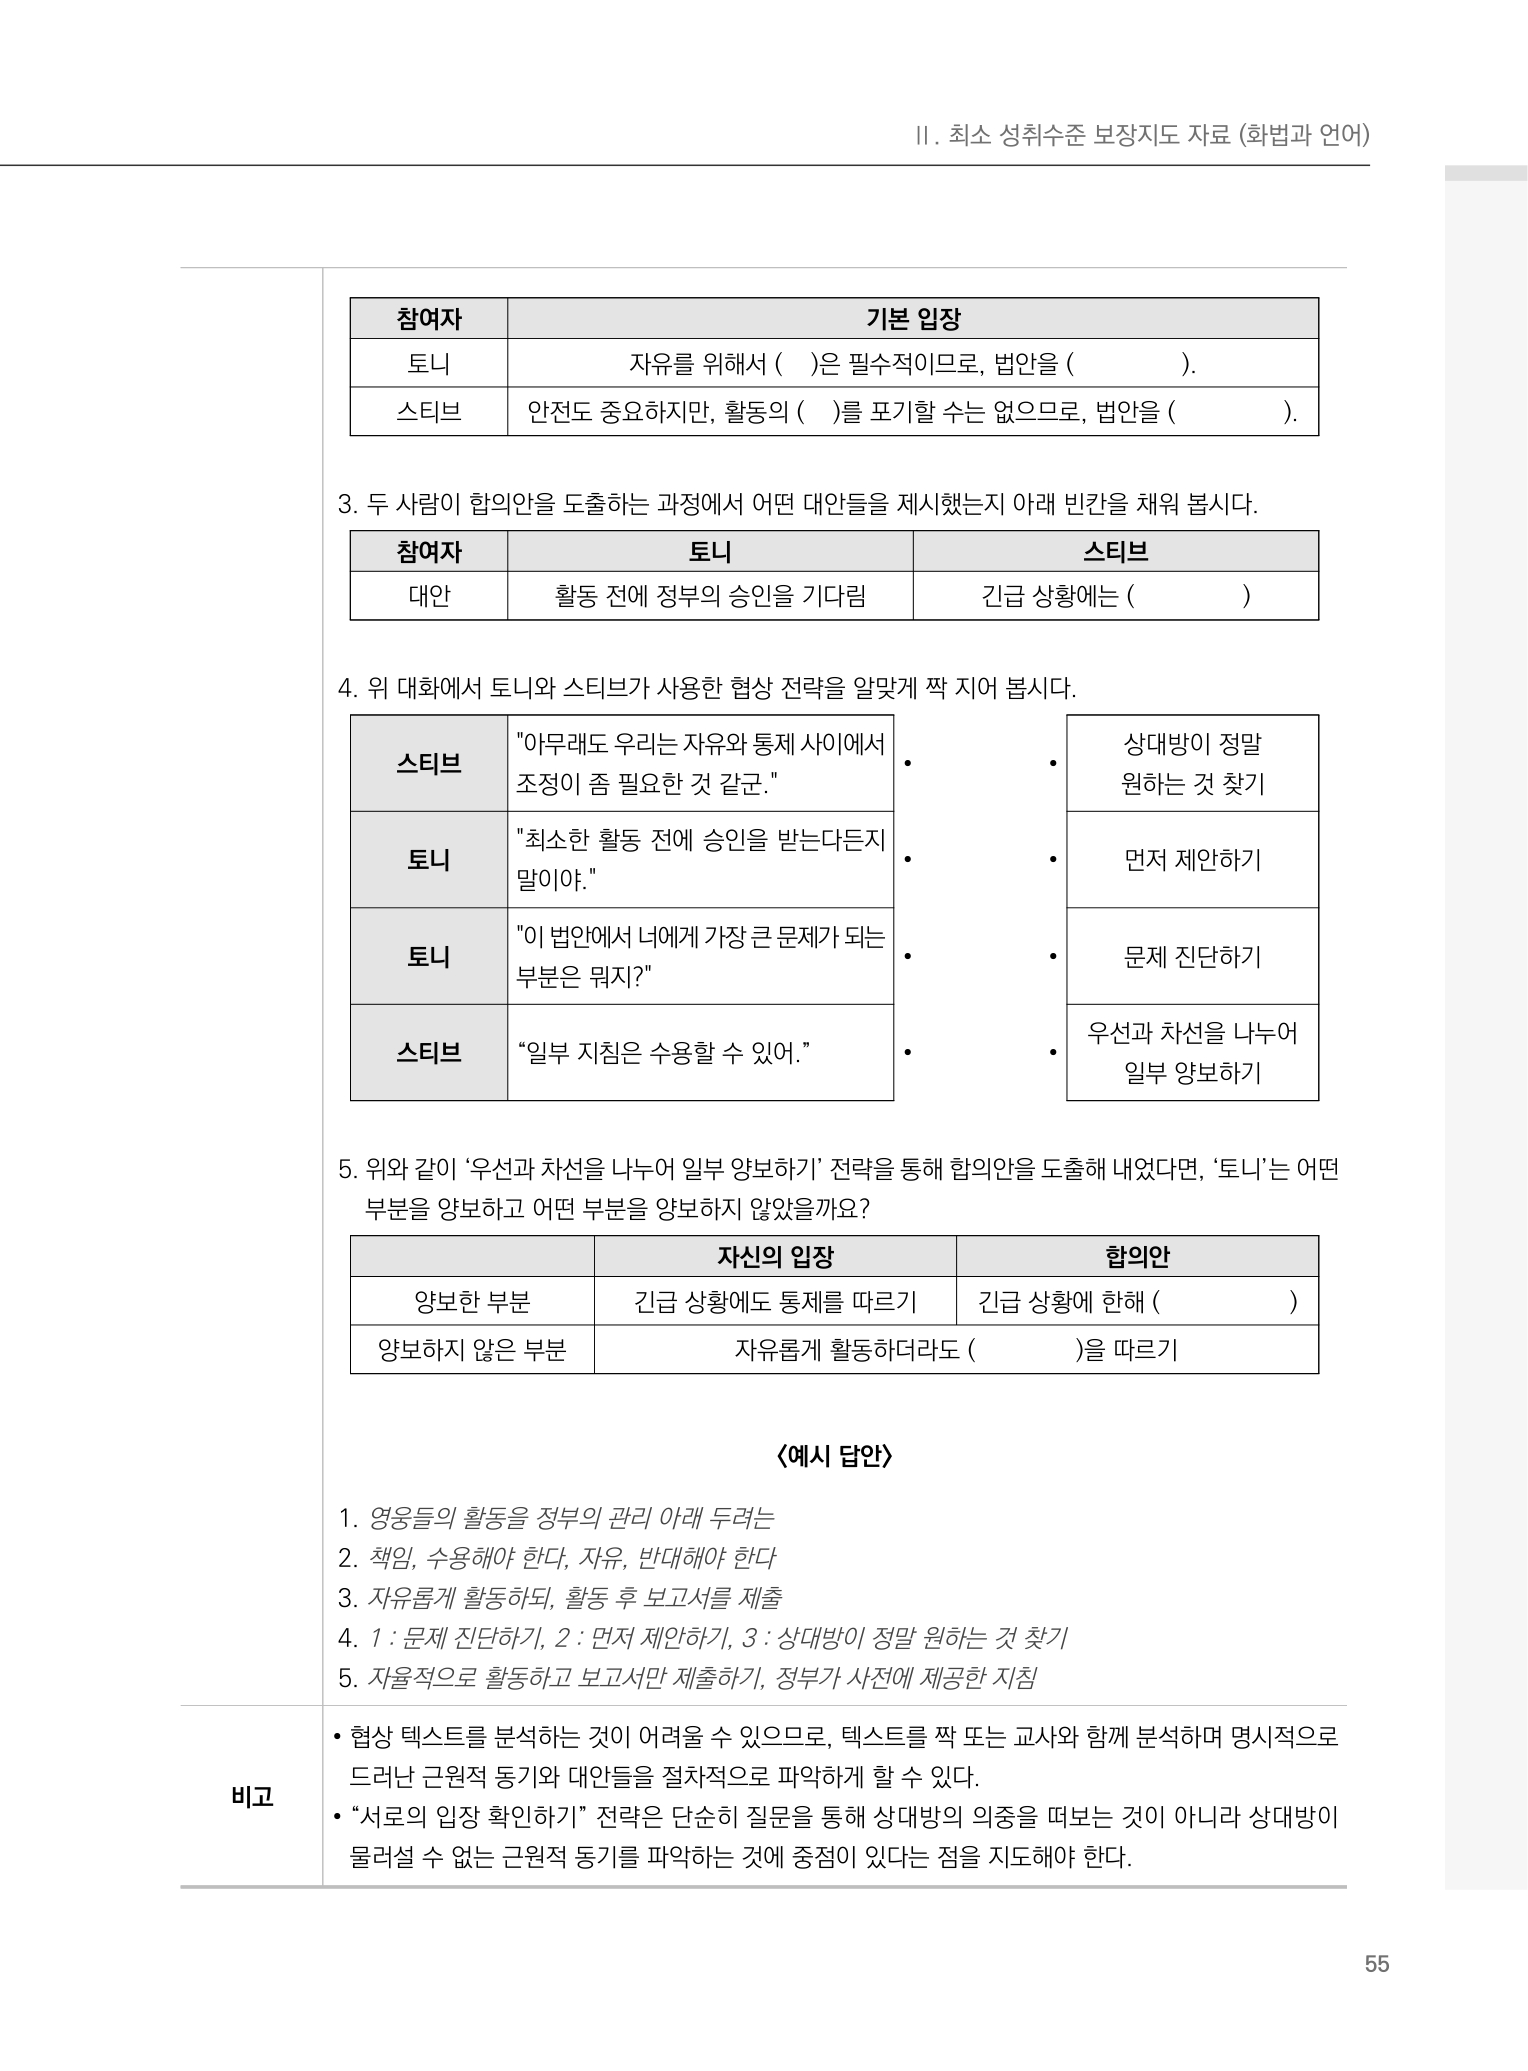 Ⅱ. 최소 성취수준 보장지도 자료 (화법과 언어)
참여자 기본 입장
토니 자유를 위해서 ( )은 필수적이므로, 법안을 ( ).
스티브 안전도 중요하지만, 활동의 ( )를 포기할 수는 없으므로, 법안을 ( ).
3. 두 사람이 합의안을 도출하는 과정에서 어떤 대안들을 제시했는지 아래 빈칸을 채워 봅시다.
참여자 토니 스티브
대안 활동 전에 정부의 승인을 기다림 긴급 상황에는 ( )
4. 위 대화에서 토니와 스티브가 사용한 협상 전략을 알맞게 짝 지어 봅시다.
스티브 "아무래도 우리는 자유와 통제 사이에서
조정이 좀 필요한 것 같군." • • 상대방이 정말
원하는 것 찾기
토니 "최소한 활동 전에 승인을 받는다든지
말이야." • • 먼저 제안하기
토니 "이 법안에서 너에게 가장 큰 문제가 되는
부분은 뭐지?" • • 문제 진단하기
스티브 “일부 지침은 수용할 수 있어.” • • 우선과 차선을 나누어
일부 양보하기
5. 위와 같이 ‘우선과 차선을 나누어 일부 양보하기’ 전략을 통해 합의안을 도출해 내었다면, ‘토니’는 어떤
부분을 양보하고 어떤 부분을 양보하지 않았을까요?
자신의 입장 합의안
양보한 부분 긴급 상황에도 통제를 따르기 긴급 상황에 한해 ( )
양보하지 않은 부분 자유롭게 활동하더라도 ( )을 따르기
〈예시 답안〉
1. 영웅들의 활동을 정부의 관리 아래 두려는
2. 책임, 수용해야 한다, 자유, 반대해야 한다
3. 자유롭게 활동하되, 활동 후 보고서를 제출
4. 1 : 문제 진단하기, 2 : 먼저 제안하기, 3 : 상대방이 정말 원하는 것 찾기
5. 자율적으로 활동하고 보고서만 제출하기, 정부가 사전에 제공한 지침
비고
• 협상 텍스트를 분석하는 것이 어려울 수 있으므로, 텍스트를 짝 또는 교사와 함께 분석하며 명시적으로
드러난 근원적 동기와 대안들을 절차적으로 파악하게 할 수 있다.
• “서로의 입장 확인하기” 전략은 단순히 질문을 통해 상대방의 의중을 떠보는 것이 아니라 상대방이
물러설 수 없는 근원적 동기를 파악하는 것에 중점이 있다는 점을 지도해야 한다.
55